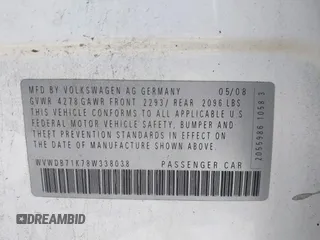 MFD BY VOLKSWAGEN AG GERMANY 05/08
GVWR 4278 GAWR FRONT 2293/ REAR 2096 LBS
THIS VEHICLE CONFORMS TO ALL APPLICABLE U.S
FEDERAL MOTOR VEHICLE SAFETY, BUMPER AND
THEFT PREVENTION STANDARDS IN EFFECT ON
THE DATE OF MANUFACTURE SHOWN ABOVE
WVWDB71K78W338038 PASSENGER CAR